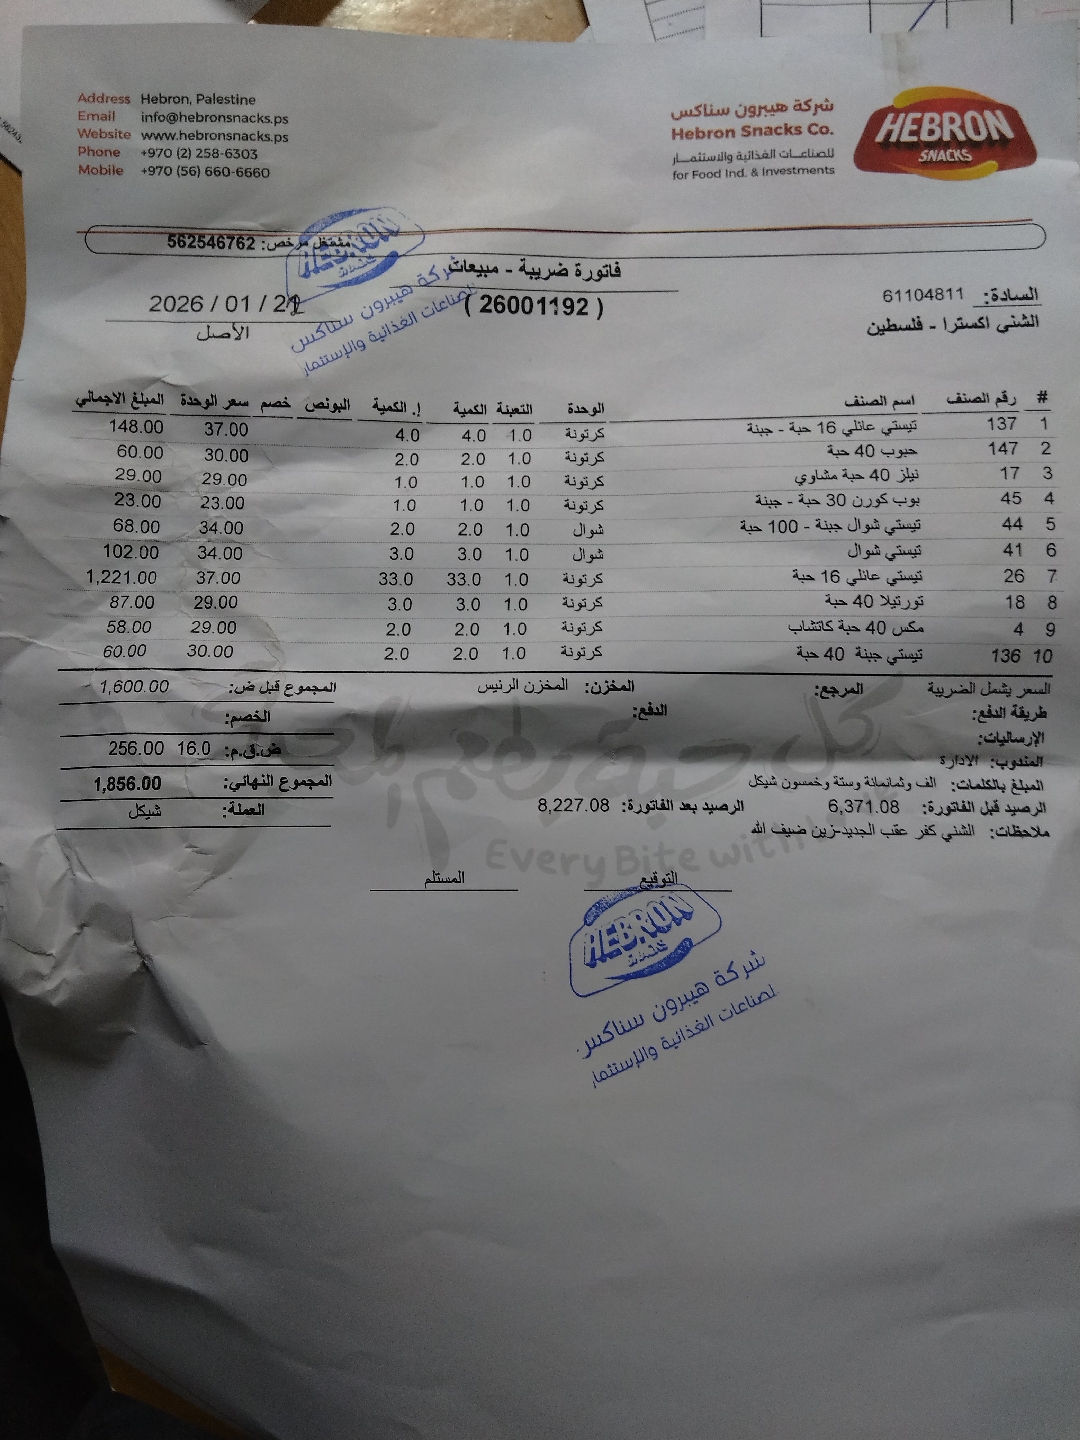 Address Hebron, Palestine
Email info@hebronsnacks.ps
Website www.hebronsnacks.ps
Phone +970 (2) 258-6303
Mobile +970 (56) 660-6660
شركة هيبرون سناكس
Hebron Snacks Co.
للصناعــات الغذائية والاستثمــار
for Food Ind. & Investments
HEBRON
SNACKS
مشتغل مرخص: 562546762
فاتورة ضريبة - مبيعات
( 26001192 )
2026 / 01 /
الأصل
السادة: 61104811
الشني اكسترا - فلسطين
HEBRON
شركة هيبرون سناكس
لصناعات الغذائية والإستثمار
# رقم الصنف اسم الصنف الوحدة التعبئة الكمية إ. الكمية البونص خصم سعر الوحدة المبلغ الاجمالي
1 137 تيستي عائلي 16 حبة - جبنة كرتونة 1.0 4.0 4.0 37.00 148.00
2 147 حبوب 40 حبة كرتونة 1.0 2.0 2.0 30.00 60.00
3 17 نيلز 40 حبة مشاوي كرتونة 1.0 1.0 1.0 29.00 29.00
4 45 بوب كورن 30 حبة - جبنة كرتونة 1.0 1.0 1.0 23.00 23.00
5 44 تيستي شوال جبنة - 100 حبة شوال 1.0 2.0 2.0 34.00 68.00
6 41 تيستي شوال شوال 1.0 3.0 3.0 34.00 102.00
7 26 تيستي عائلي 16 حبة كرتونة 1.0 33.0 33.0 37.00 1,221.00
8 18 تورتيلا 40 حبة كرتونة 1.0 3.0 3.0 29.00 87.00
9 4 مكس 40 حبة كاتشاب كرتونة 1.0 2.0 2.0 29.00 58.00
10 136 تيستي جبنة 40 حبة كرتونة 1.0 2.0 2.0 30.00 60.00
السعر يشمل الضريبة المرجع: المخزن: المخزن الرئيس المجموع قبل ض: 1,600.00
طريقة الدفع: الدفع: الخصم:
الإرساليات: ض.ق.م: 16.0 256.00
المندوب: الادارة
المبلغ بالكلمات: الف وثمانمائة وستة وخمسون شيكل المجموع النهائي: 1,856.00
الرصيد قبل الفاتورة: 6,371.08 الرصيد بعد الفاتورة: 8,227.08 العملة: شيكل
ملاحظات: الشني كفر عقب الجديد-زين ضيف الله
كل حبة بطعم
Every Bite with
التوقيع المستلم
HEBRON
شركة هيبرون سناكس
لصناعات الغذائية والإستثمار